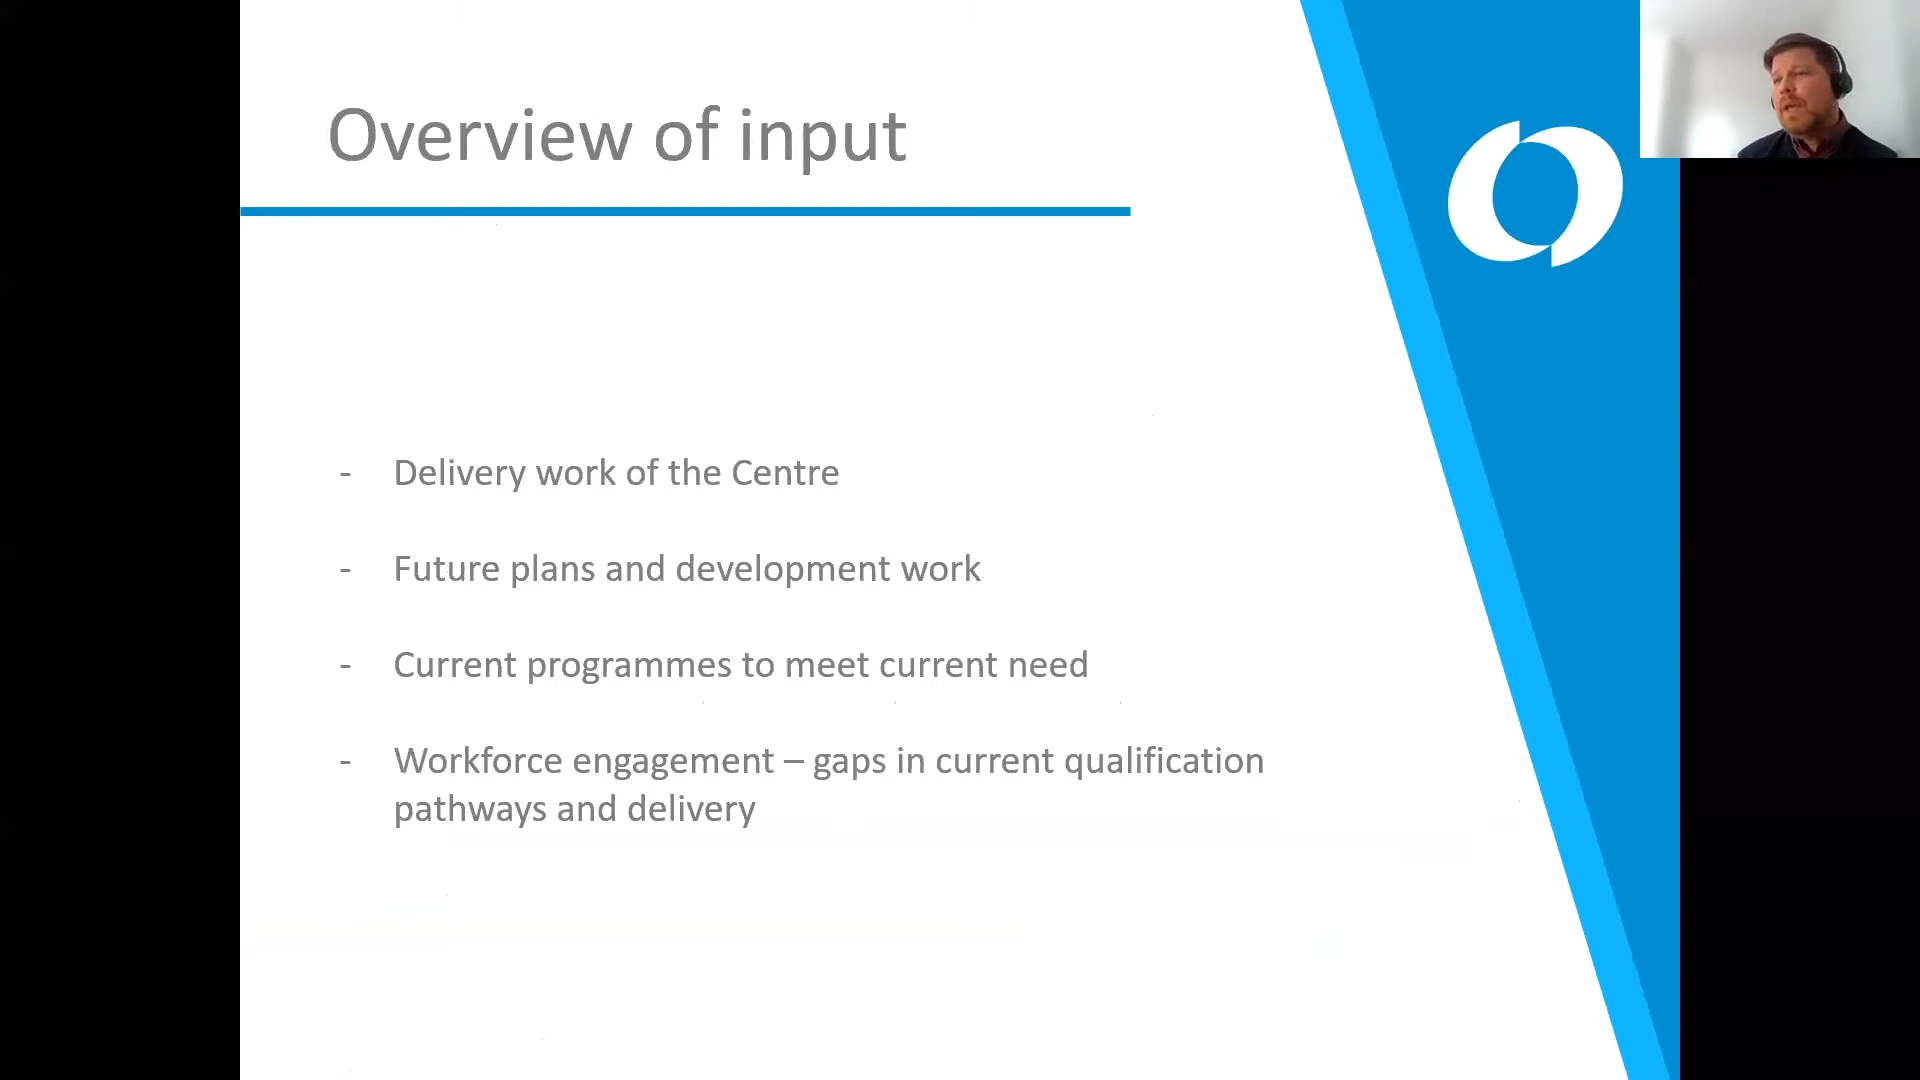 Overview of input
- Delivery work of the Centre
- Future plans and development work
- Current programmes to meet current need
- Workforce engagement – gaps in current qualification
pathways and delivery